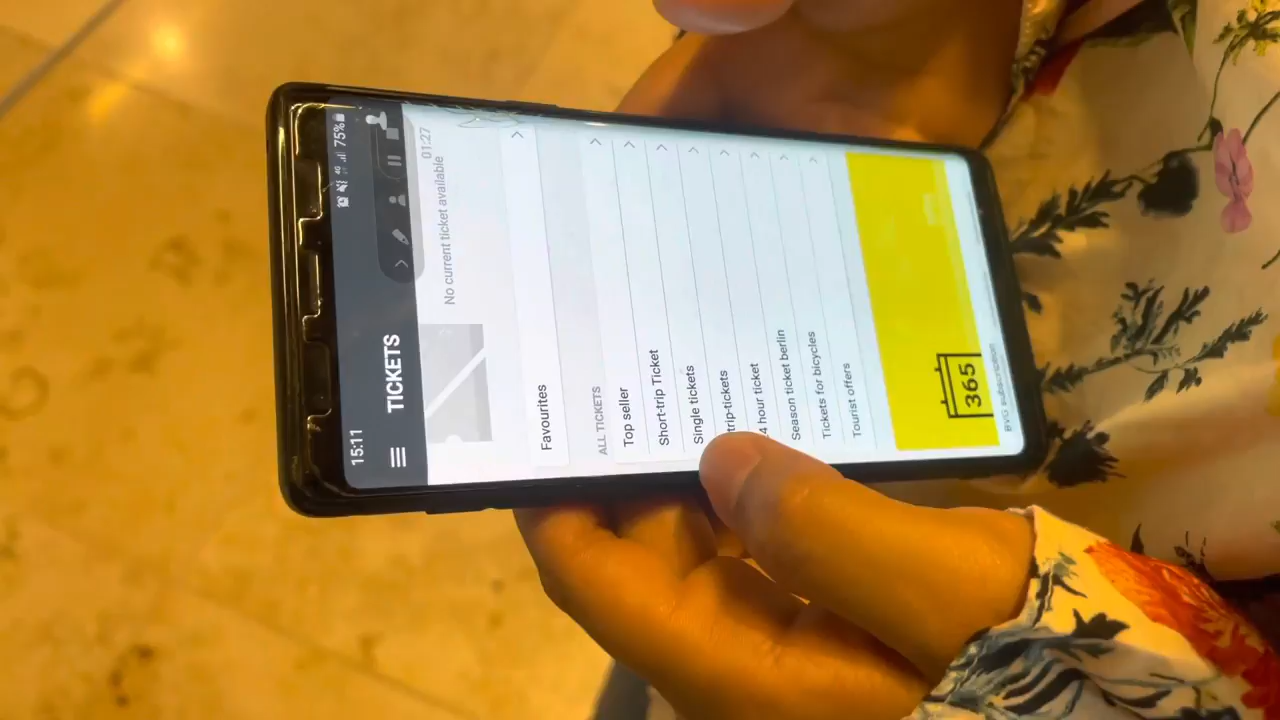 15:11
4G
75%
TICKETS
01:27
No current ticket available
Favourites
ALL TICKETS
Top seller
Short-trip Ticket
Single tickets
trip-tickets
4 hour ticket
Season ticket berlin
Tickets for bicycles
Tourist offers
365
BVG subscription